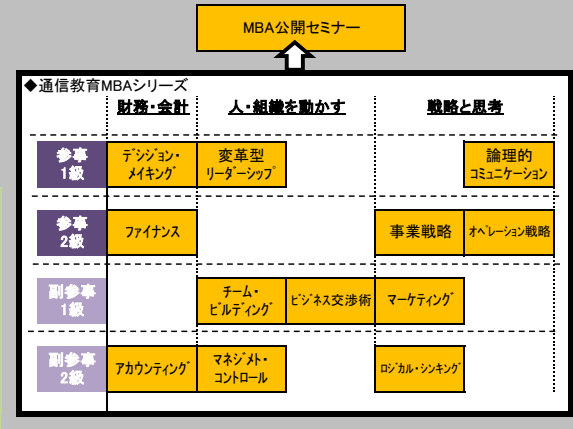 MBA公開セミナー
◆通信教育MBAシリーズ
財務・会計 人・組織を動かす 戦略と思考
参事
1級
デシジョン・
メイキング
変革型
リーダーシップ
論理的
コミュニケーション
参事
2級
ファイナンス
事業戦略
オペレーション戦略
副参事
1級
チーム・
ビルディング
ビジネス交渉術
マーケティング
副参事
2級
アカウンティング
マネジメト・
コントロール
ロジカル・シンキング